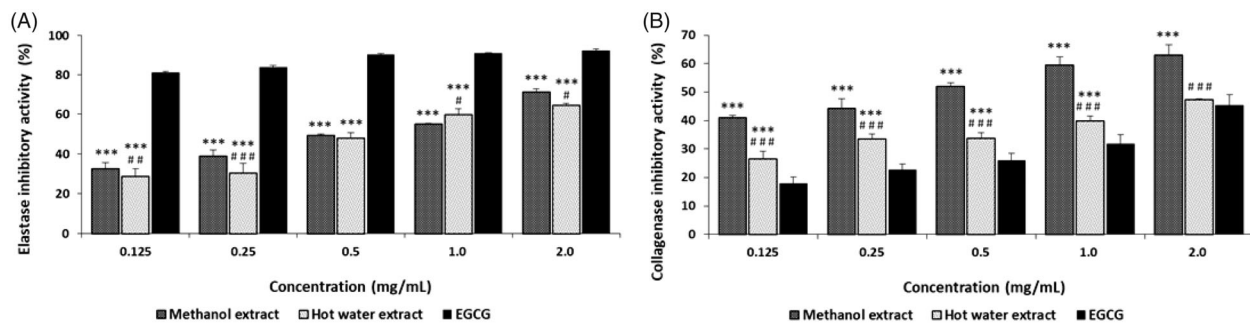 (A)
Elastase inhibitory activity (%)
100
80
60
40
20
0
***
***
# #
***
***
# # #
***
***
***
***
#
***
***
#
0.125
0.25
0.5
1.0
2.0
Concentration (mg/mL)
Methanol extract
Hot water extract
EGCG
(B)
Collagenase inhibitory activity (%)
70
60
50
40
30
20
10
0
***
***
# # #
***
***
# # #
***
***
# # #
***
***
# # #
***
# # #
0.125
0.25
0.5
1.0
2.0
Concentration (mg/mL)
Methanol extract
Hot water extract
EGCG